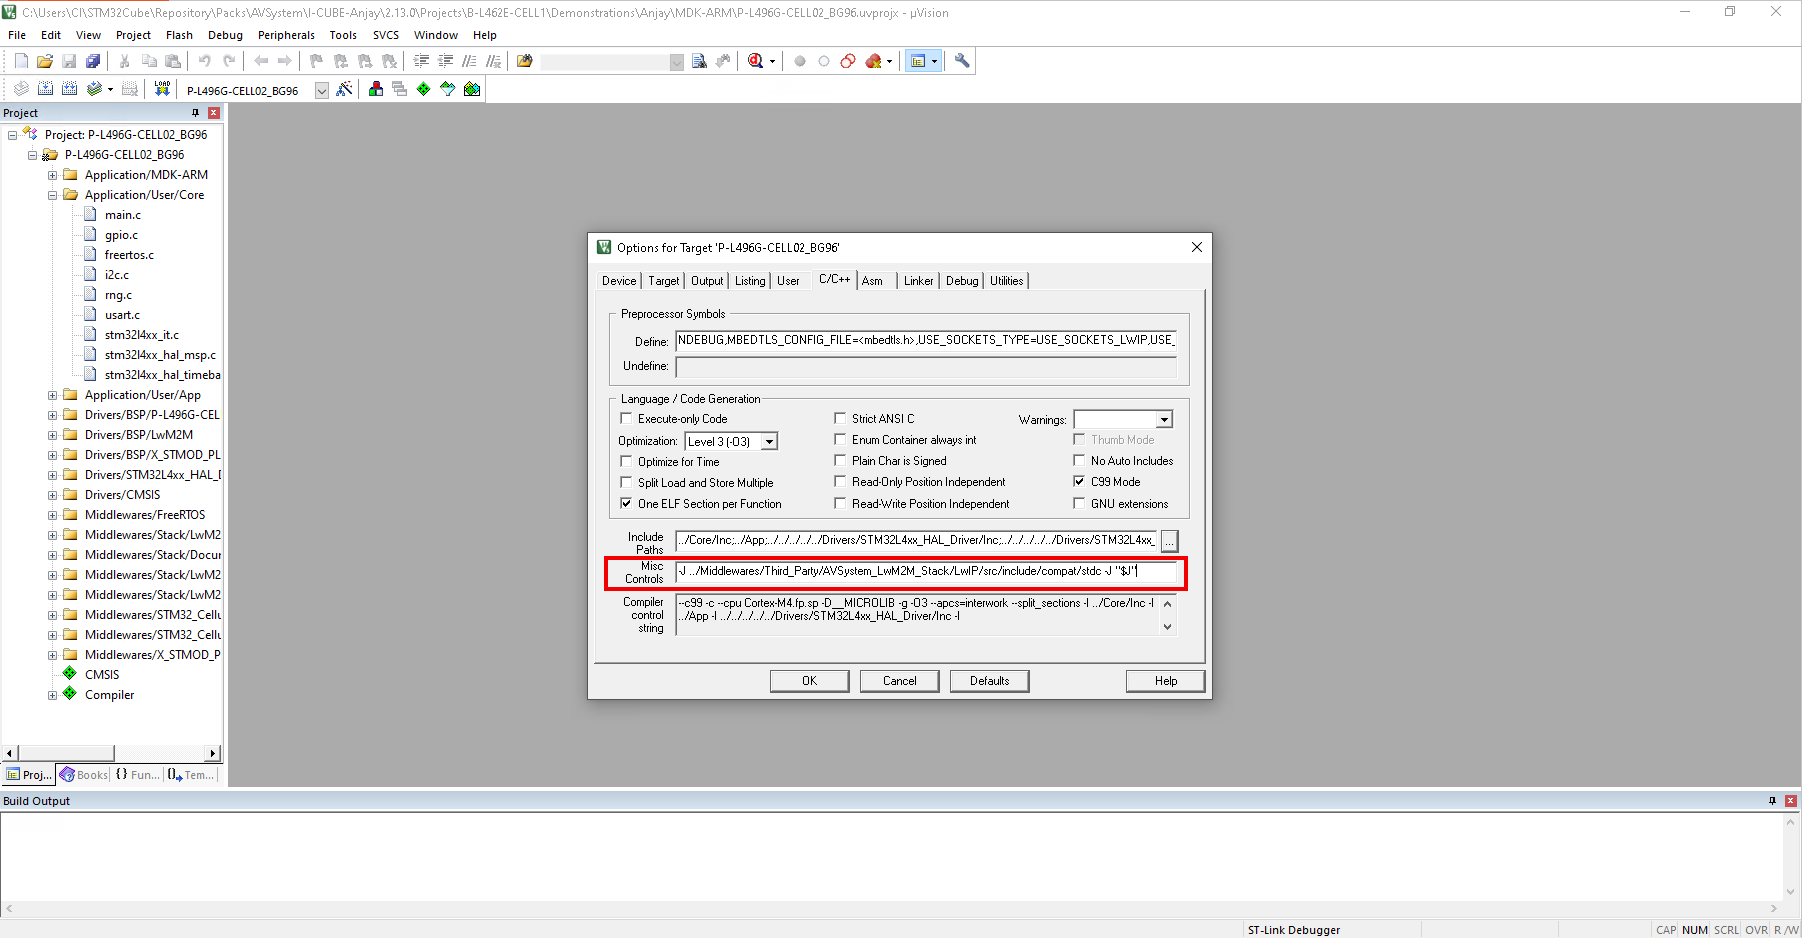 C:\Users\CI\STM32Cube\Repository\Packs\AVSystem\I-CUBE-Anjay\2.13.0\Projects\B-L462E-CELL1\Demonstrations\Anjay\MDK-ARM\P-L496G-CELL02_BG96.uvprojx - µVision
File Edit View Project Flash Debug Peripherals Tools SVCS Window Help
LOAD P-L496G-CELL02_BG96
Project
Project: P-L496G-CELL02_BG96
P-L496G-CELL02_BG96
Application/MDK-ARM
Application/User/Core
main.c
gpio.c
freertos.c
i2c.c
rng.c
usart.c
stm32l4xx_it.c
stm32l4xx_hal_msp.c
stm32l4xx_hal_timeba
Application/User/App
Drivers/BSP/P-L496G-CEL
Drivers/BSP/LwM2M
Drivers/BSP/X_STMOD_PL
Drivers/STM32L4xx_HAL_D
Drivers/CMSIS
Middlewares/FreeRTOS
Middlewares/Stack/LwM2
Middlewares/Stack/Docur
Middlewares/Stack/LwM2
Middlewares/Stack/LwM2
Middlewares/STM32_Cellu
Middlewares/STM32_Cellu
Middlewares/X_STMOD_P
CMSIS
Compiler
Proj... Books {} Fun... Tem...
Options for Target 'P-L496G-CELL02_BG96'
Device Target Output Listing User C/C++ Asm Linker Debug Utilities
Preprocessor Symbols
Define: NDEBUG,MBEDTLS_CONFIG_FILE=<mbedtls.h>,USE_SOCKETS_TYPE=USE_SOCKETS_LWIP,USE_
Undefine:
Language / Code Generation
Execute-only Code Strict ANSI C Warnings:
Optimization: Level 3 (-O3) Enum Container always int Thumb Mode
Optimize for Time Plain Char is Signed No Auto Includes
Split Load and Store Multiple Read-Only Position Independent C99 Mode
One ELF Section per Function Read-Write Position Independent GNU extensions
Include Paths ../Core/Inc;../App;../../../../../Drivers/STM32L4xx_HAL_Driver/Inc;../../../../../Drivers/STM32L4xx_ ...
Misc Controls -J ../Middlewares/Third_Party/AVSystem_LwM2M_Stack/LwIP/src/include/compat/stdc -J "$J"
Compiler control string --c99 -c --cpu Cortex-M4.fp.sp -D__MICROLIB -g -O3 --apcs=interwork --split_sections -I ../Core/Inc -I
../App -I ../../../../../Drivers/STM32L4xx_HAL_Driver/Inc -I
OK Cancel Defaults Help
Build Output
ST-Link Debugger CAP NUM SCRL OVR R/W